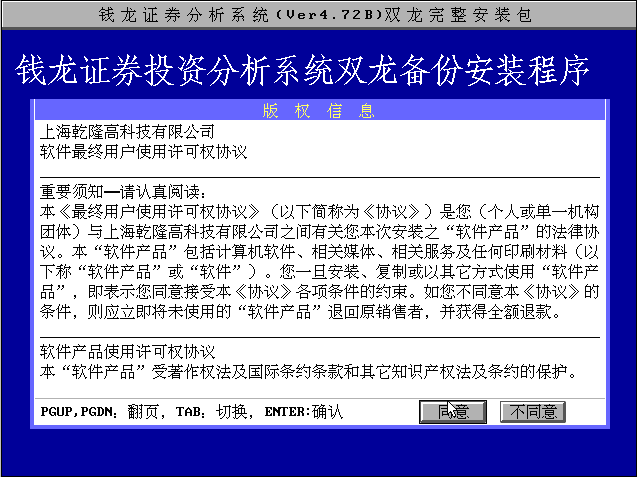 钱龙证券分析系统(Ver4.72B)双龙完整安装包
钱龙证券投资分析系统双龙备份安装程序
版 权 信 息
上海乾隆高科技有限公司
软件最终用户使用许可权协议
重要须知—请认真阅读：
本《最终用户使用许可权协议》（以下简称为《协议》）是您（个人或单一机构
团体）与上海乾隆高科技有限公司之间有关您本次安装之“软件产品”的法律协
议。本“软件产品”包括计算机软件、相关媒体、相关服务及任何印刷材料（以
下称“软件产品”或“软件”）。您一旦安装、复制或以其它方式使用“软件产
品”，即表示您同意接受本《协议》各项条件的约束。如您不同意本《协议》的
条件，则应立即将未使用的“软件产品”退回原销售者，并获得全额退款。
软件产品使用许可权协议
本“软件产品”受著作权法及国际条约条款和其它知识产权法及条约的保护。
PGUP,PGDN：翻页，TAB：切换，ENTER:确认
同意 不同意